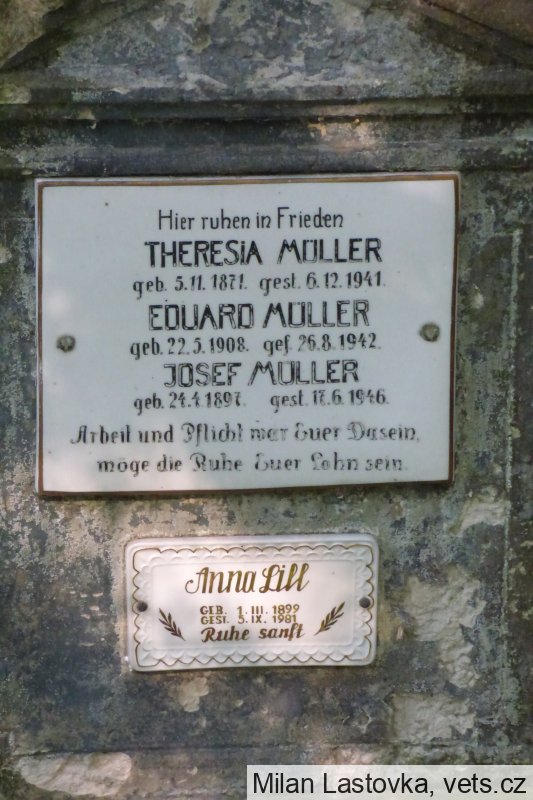 Hier ruhen in Frieden
THERESIA MÜLLER
geb. 5.11.1871. gest. 6.12.1941.
EDUARD MÜLLER
geb. 22.5.1908. gef. 26.8.1942.
JOSEF MÜLLER
geb. 24.4.1897. gest. 17.6.1946.
Arbeit und Pflicht war Euer Dasein,
möge die Ruhe Euer Lohn sein.
Anna Lill
GEB. 1. III. 1899
GEST. 5. IX. 1981
Ruhe sanft
Milan Lastovka, vets.cz